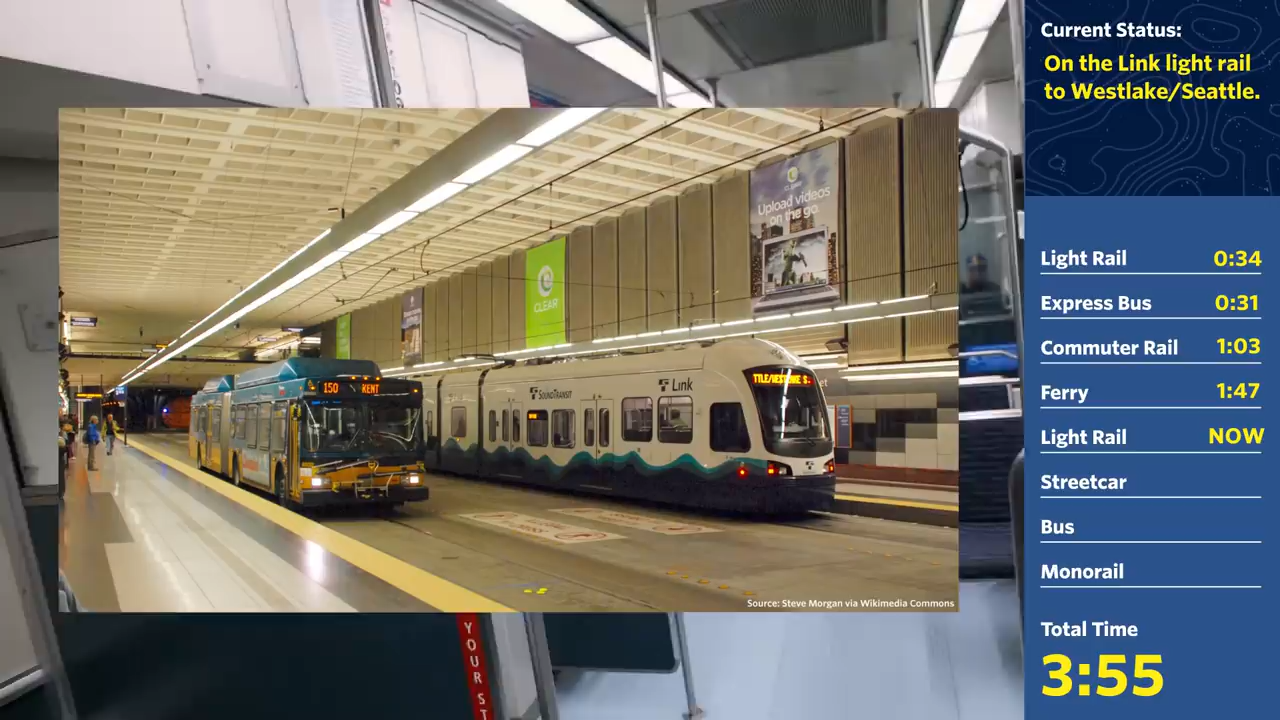 Current Status:
On the Link light rail
to Westlake/Seattle.
Upload videos
on the go
CLEAR
150 KENT
SOUNDTRANSIT
Link
Source: Steve Morgan via Wikimedia Commons
YOUR ST
Light Rail 0:34
Express Bus 0:31
Commuter Rail 1:03
Ferry 1:47
Light Rail NOW
Streetcar
Bus
Monorail
Total Time
3:55